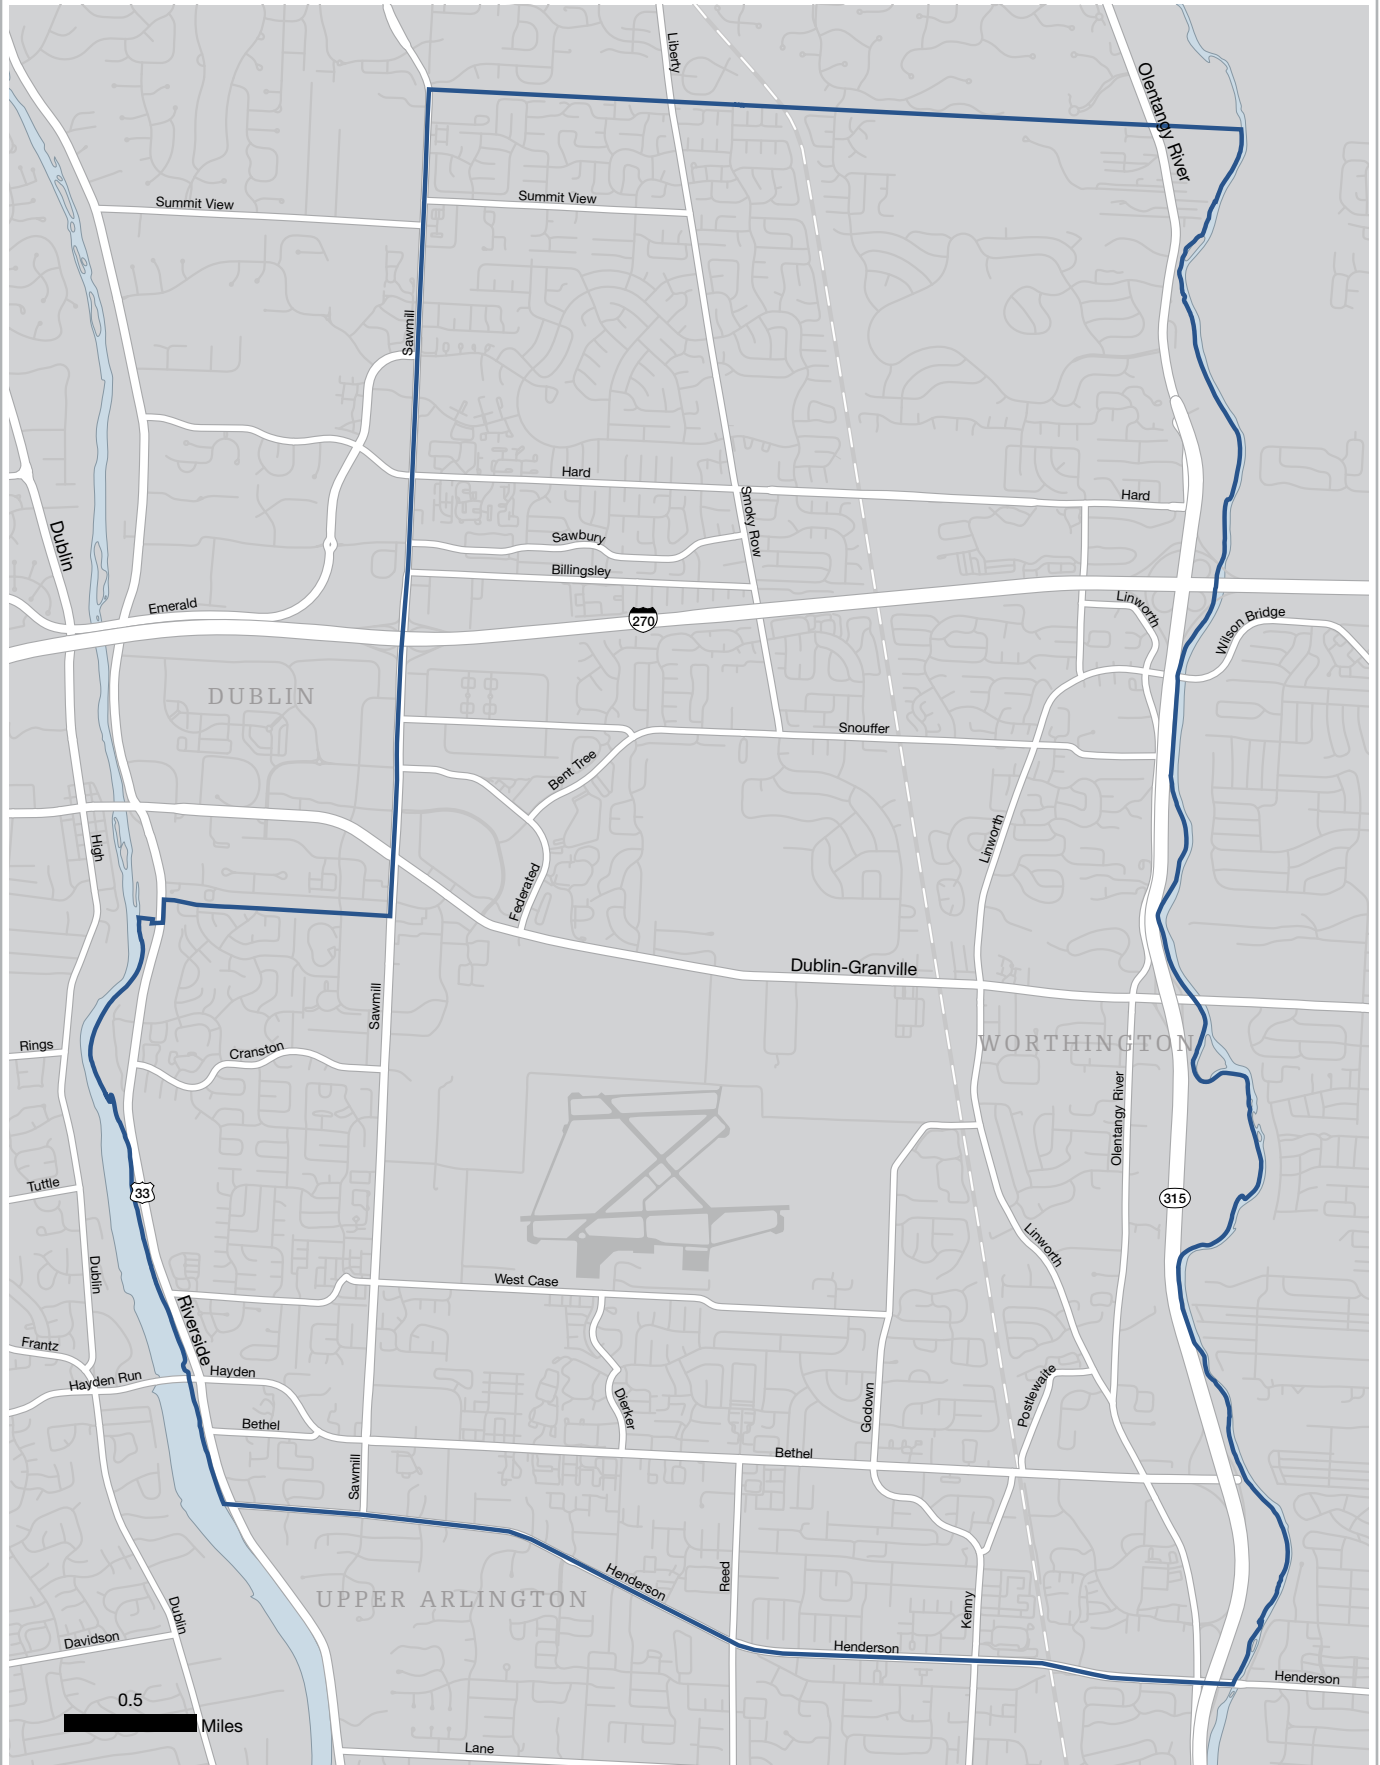 Liberty
Olentangy River
Summit View
Summit View
Sawmill
Hard
Hard
Smoky Row
Dublin
Sawbury
Billingsley
Emerald
270
Linworth
Wilson Bridge
DUBLIN
Snouffer
Bent Tree
High
Linworth
Federated
Dublin-Granville
Sawmill
Rings
Cranston
WORTHINGTON
Olentangy River
Tuttle
33
315
Dublin
Linworth
West Case
Riverside
Frantz
Hayden Run
Hayden
Dierker
Godown
Postlewaite
Bethel
Bethel
Sawmill
Henderson
Reed
Kenny
UPPER ARLINGTON
Dublin
Davidson
Henderson
Henderson
0.5
Miles
Lane